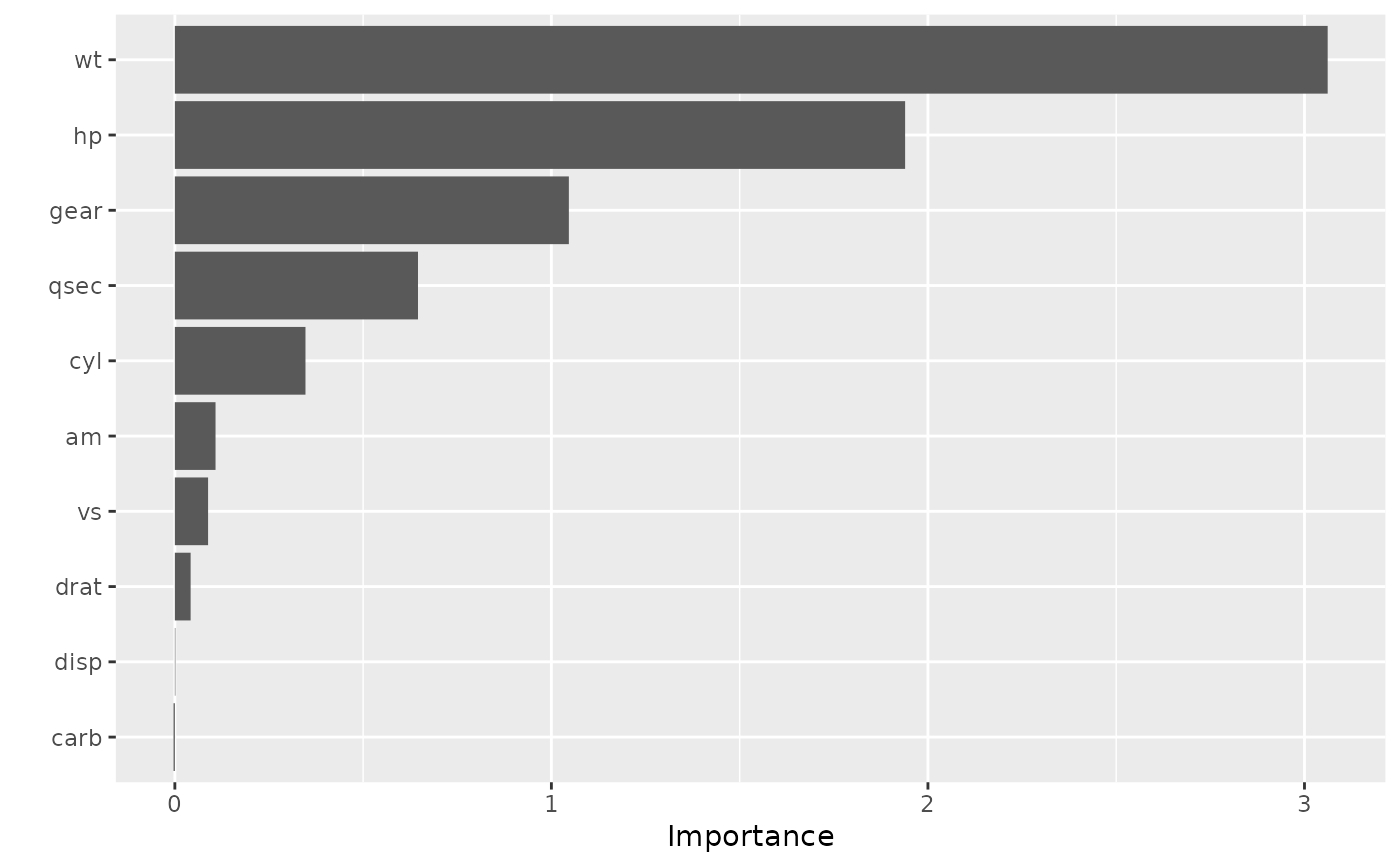 wt
hp
gear
qsec
cyl
am
vs
drat
disp
carb
0 1 2 3
Importance